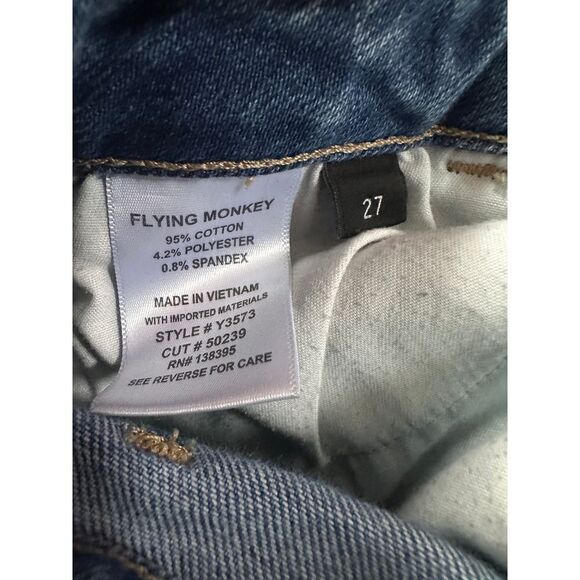 FLYING MONKEY
95% COTTON
4.2% POLYESTER
0.8% SPANDEX
MADE IN VIETNAM
WITH IMPORTED MATERIALS
STYLE # Y3573
CUT # 50239
RN# 138395
SEE REVERSE FOR CARE
27